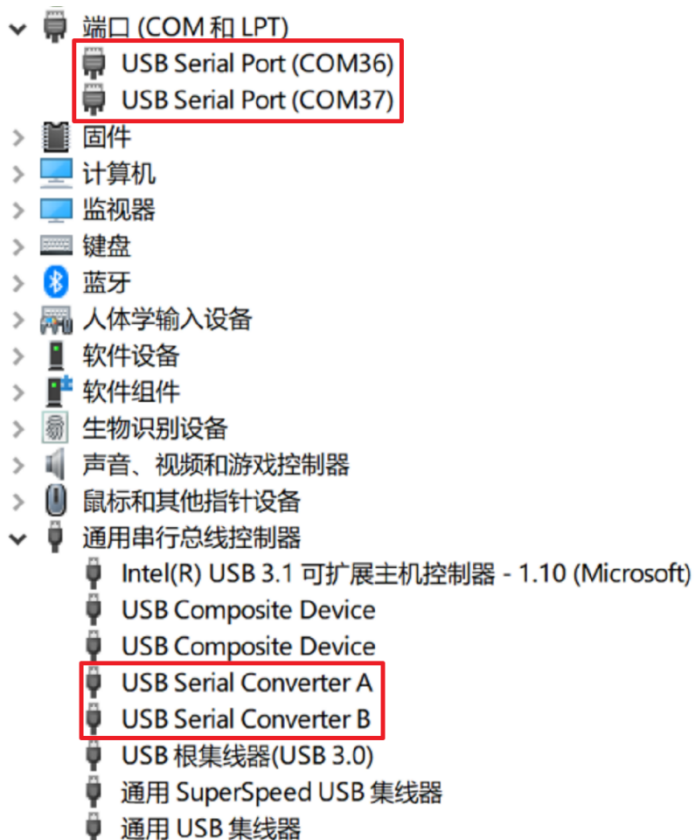 端口 (COM 和 LPT)
USB Serial Port (COM36)
USB Serial Port (COM37)
固件
计算机
监视器
键盘
蓝牙
人体学输入设备
软件设备
软件组件
生物识别设备
声音、视频和游戏控制器
鼠标和其他指针设备
通用串行总线控制器
Intel(R) USB 3.1 可扩展主机控制器 - 1.10 (Microsoft)
USB Composite Device
USB Composite Device
USB Serial Converter A
USB Serial Converter B
USB 根集线器(USB 3.0)
通用 SuperSpeed USB 集线器
通用 USB 集线器